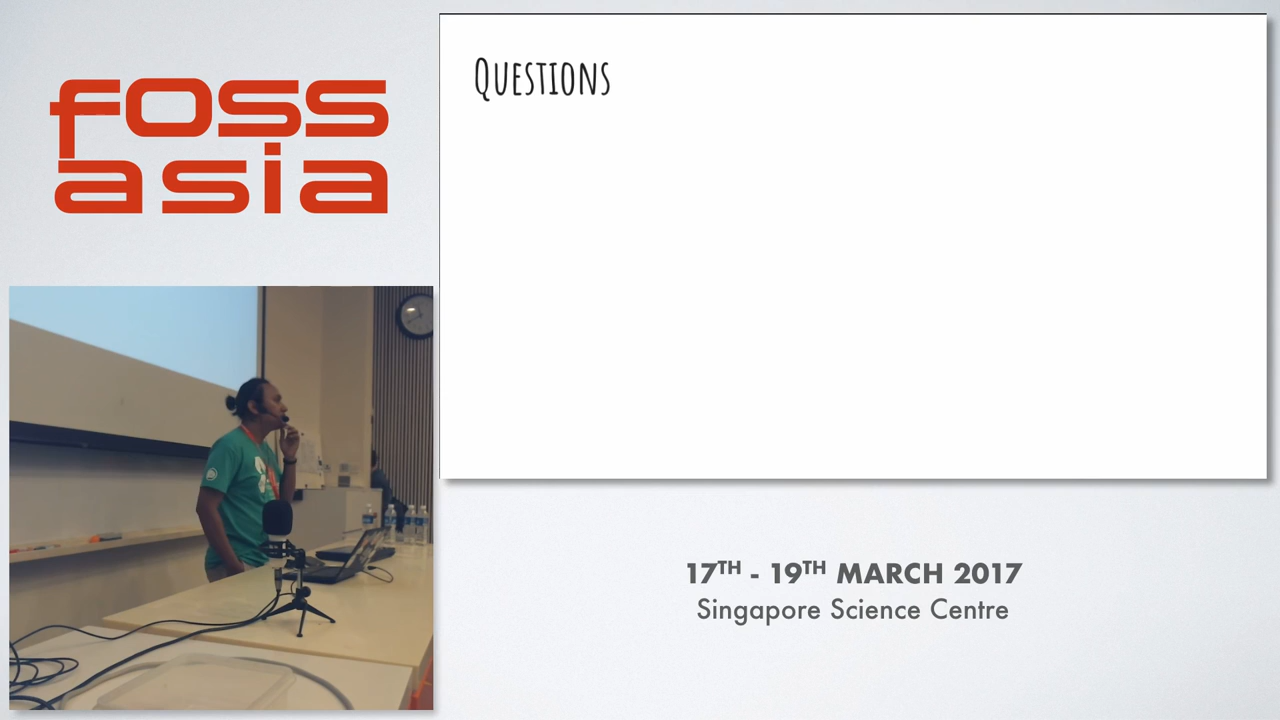 foss
asia
QUESTIONS
17TH - 19TH MARCH 2017
Singapore Science Centre